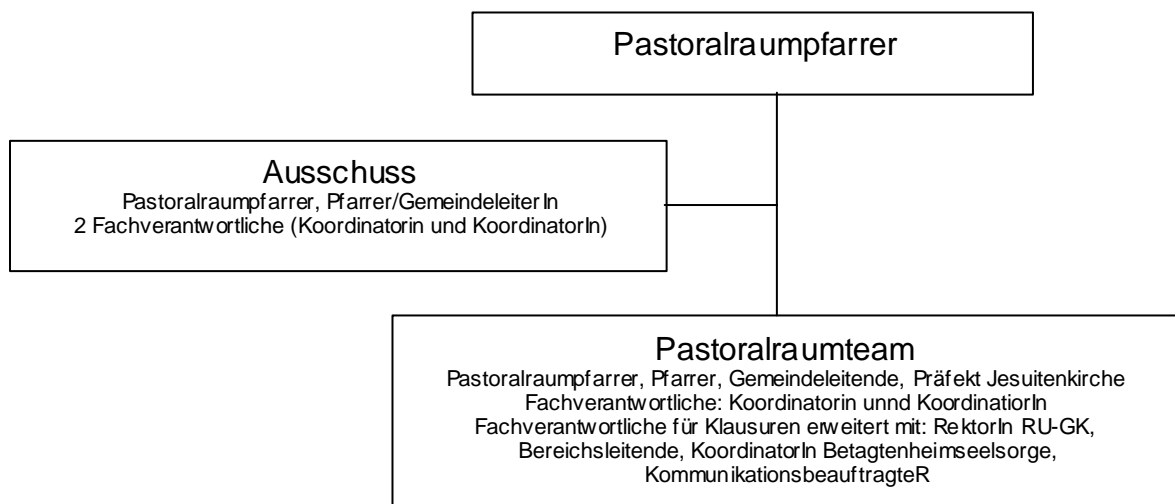 Pastoralraumpfarrer
Ausschuss
Pastoralraumpfarrer, Pfarrer/GemeindeleiterIn
2 Fachverantwortliche (Koordinatorin und KoordinatorIn)
Pastoralraumteam
Pastoralraumpfarrer, Pfarrer, Gemeindeleitende, Präfekt Jesuitenkirche
Fachverantwortliche: Koordinatorin unnd KoordinatiorIn
Fachverantwortliche für Klausuren erweitert mit: RektorIn RU-GK,
Bereichsleitende, KoordinatorIn Betagtenheimseelsorge,
KommunikationsbeauftragteR